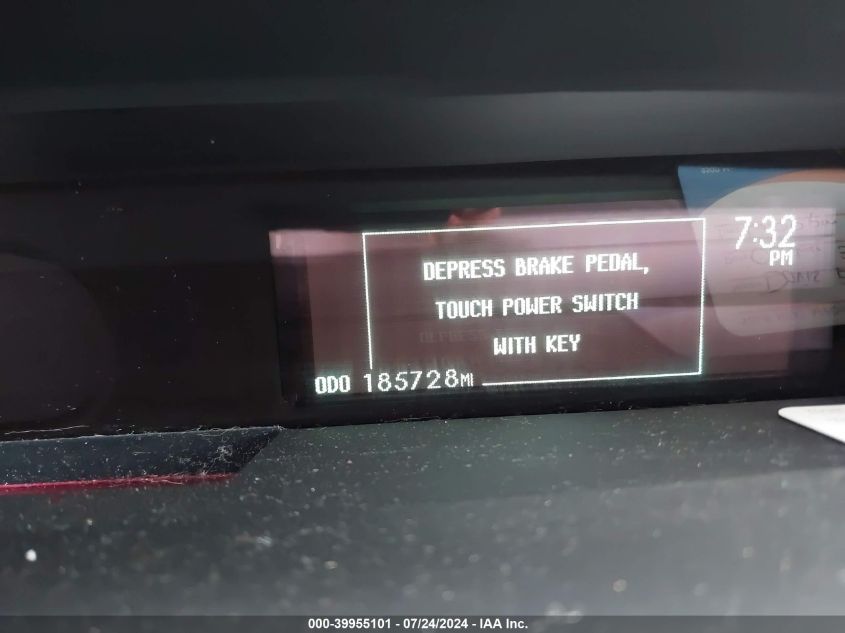 7:32
PM
DEPRESS BRAKE PEDAL,
TOUCH POWER SWITCH
WITH KEY
ODO 185728MI
000-39955101 - 07/24/2024 - IAA Inc.